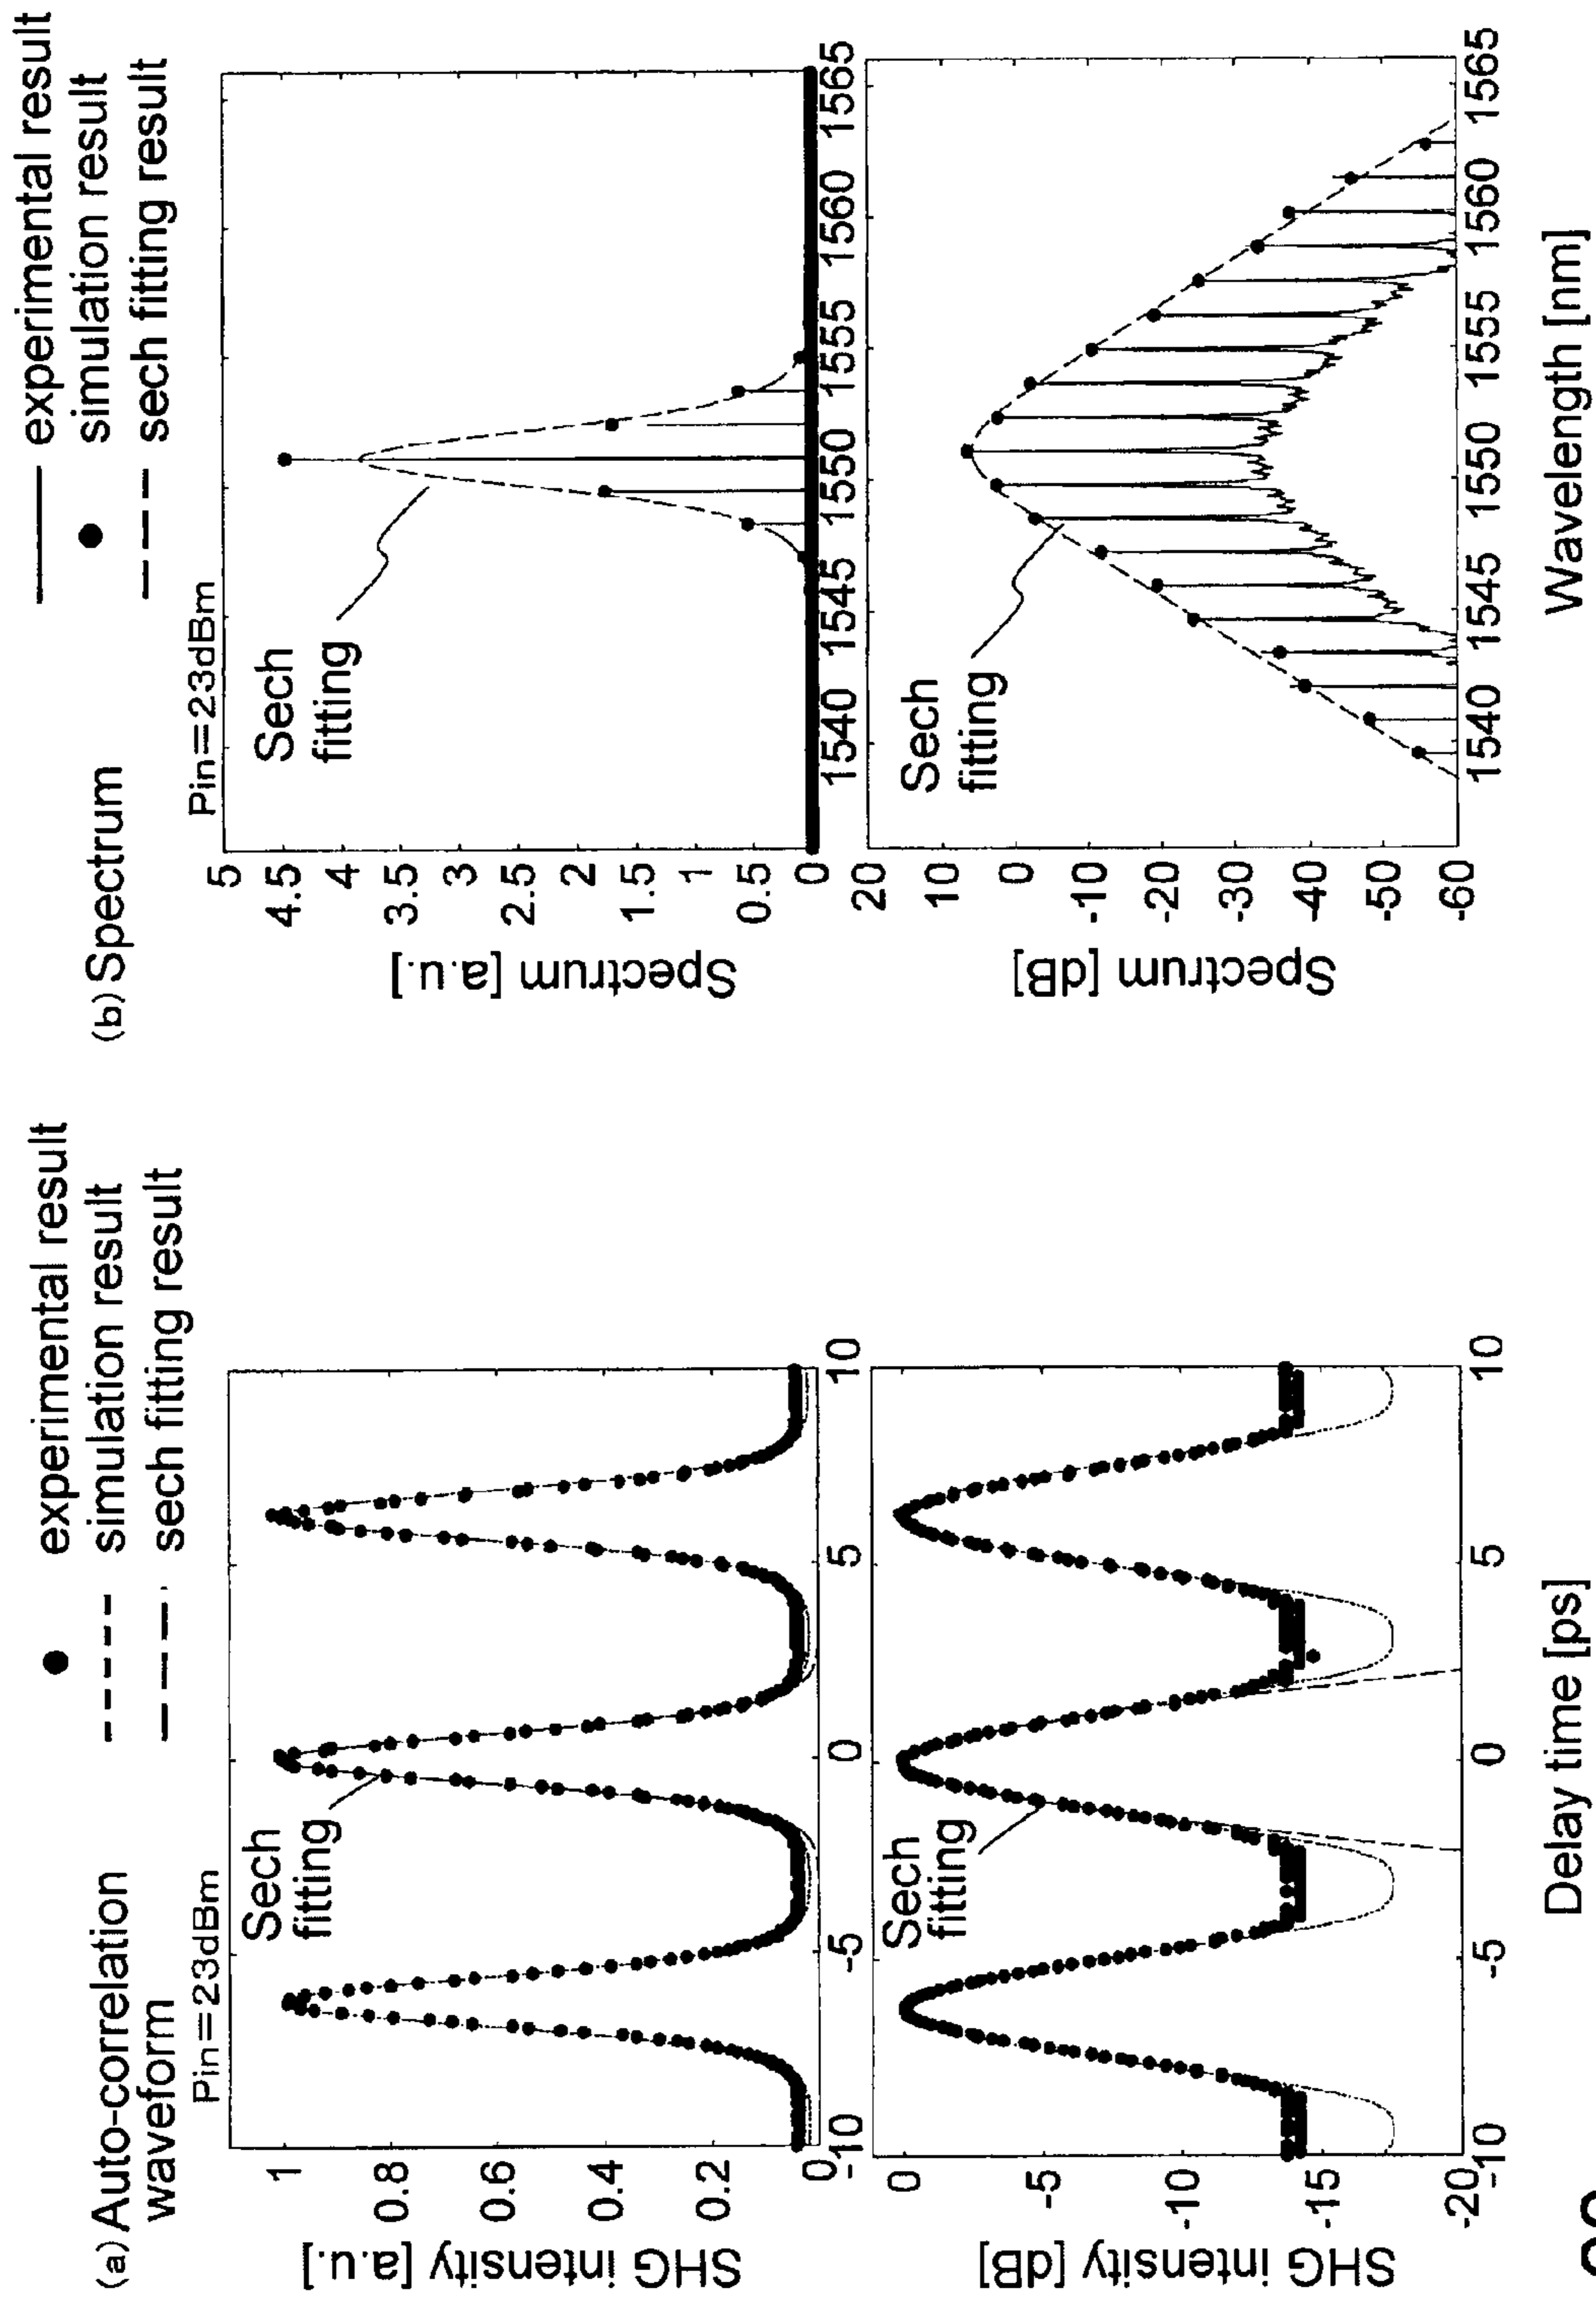 (a) Auto-correlation
waveform
● experimental result
---- simulation result
— — sech fitting result
Pin=23dBm
SHG intensity [a.u.]
1
0.8
0.6
0.4
0.2
0
Sech
fitting
-10
-5
0
5
10
SHG intensity [dB]
0
-5
-10
-15
-20
Sech
fitting
-10
-5
0
5
10
Delay time [ps]
(b) Spectrum
—— experimental result
● simulation result
--- sech fitting result
Pin=23dBm
Spectrum [a.u.]
5
4.5
4
3.5
3
2.5
2
1.5
1
0.5
0
Sech
fitting
1540
1545
1550
1555
1560
1565
Spectrum [dB]
20
10
0
-10
-20
-30
-40
-50
-60
Sech
fitting
1540
1545
1550
1555
1560
1565
Wavelength [nm]